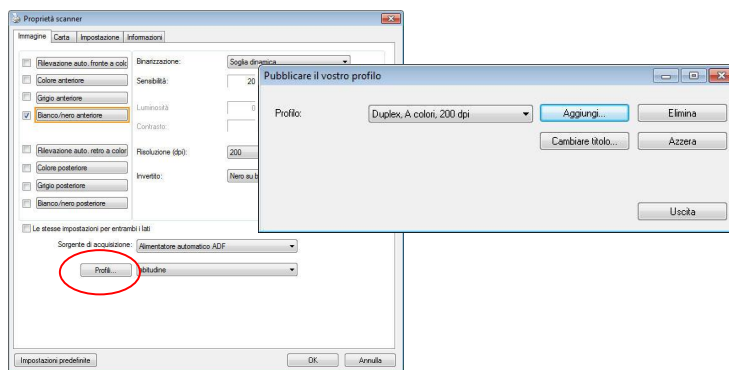 Proprietà scanner
Immagine Carta Impostazione Informazioni
Rilevazione auto. fronte a colo
Binarizzazione: Soglia dinamica
Colore anteriore
Sensibilità: 20
Grigio anteriore
Luminosità 0
Bianco/nero anteriore
Contrasto:
Rilevazione auto. retro a color
Risoluzione (dpi): 200
Colore posteriore
Invertito: Nero su b
Grigio posteriore
Bianco/nero posteriore
Le stesse impostazioni per entrambi i lati
Sorgente di acquisizione: Alimentatore automatico ADF
Profili... abitudine
Impostazioni predefinite OK Annulla
Pubblicare il vostro profilo
Profilo: Duplex, A colori, 200 dpi Aggiungi... Elimina
Cambiare titolo... Azzera
Uscita